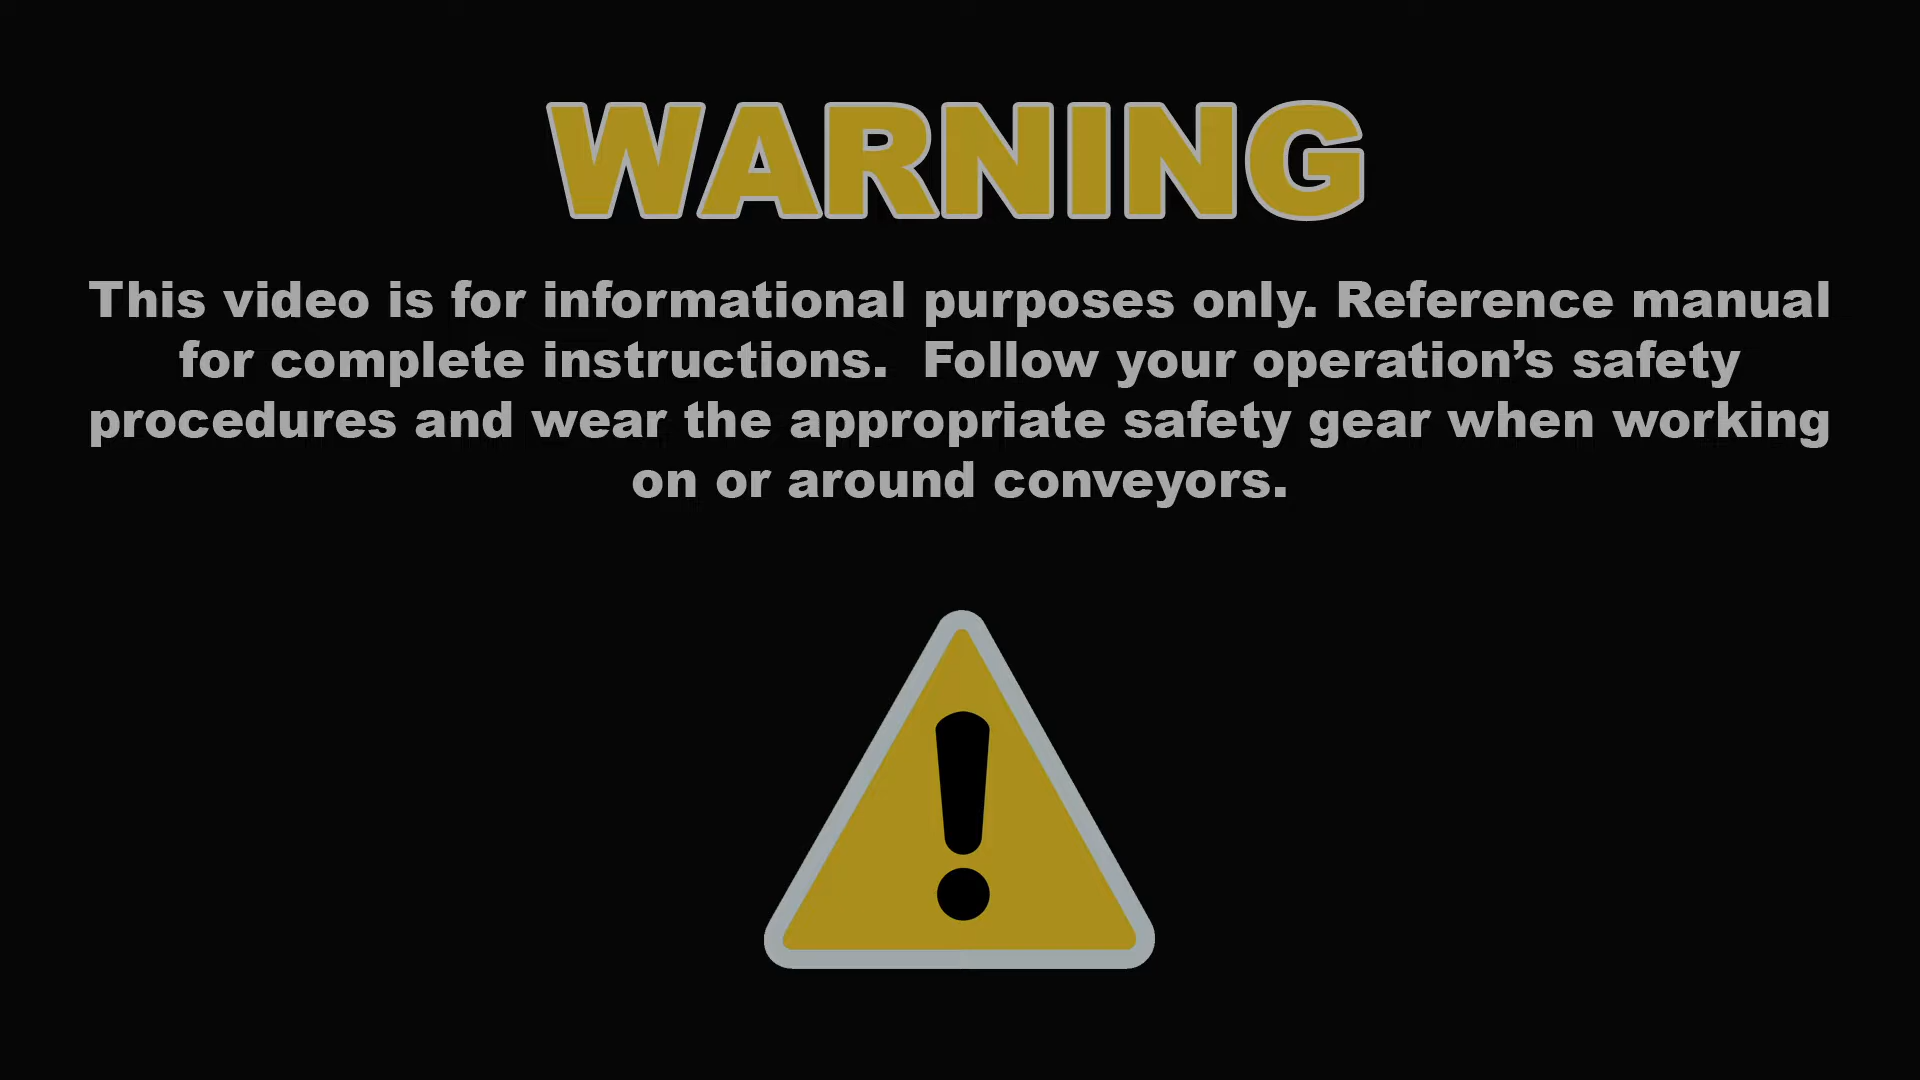 WARNING
This video is for informational purposes only. Reference manual
for complete instructions.  Follow your operation’s safety
procedures and wear the appropriate safety gear when working
on or around conveyors.
!